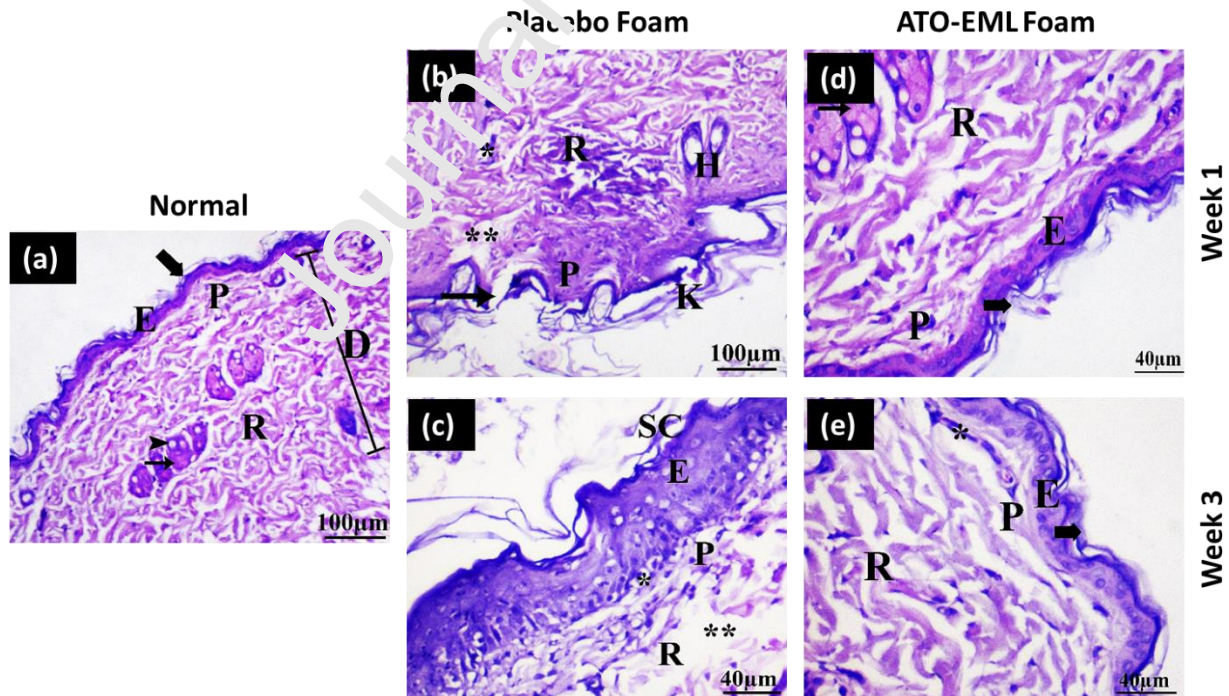 Placebo Foam
ATO-EML Foam
Normal
Week 1
Week 3
(a)
E
P
D
R
100µm
(b)
*
R
H
**
P
K
100µm
(c)
SC
E
P
*
**
R
40µm
(d)
R
E
P
40µm
(e)
*
E
P
R
40µm